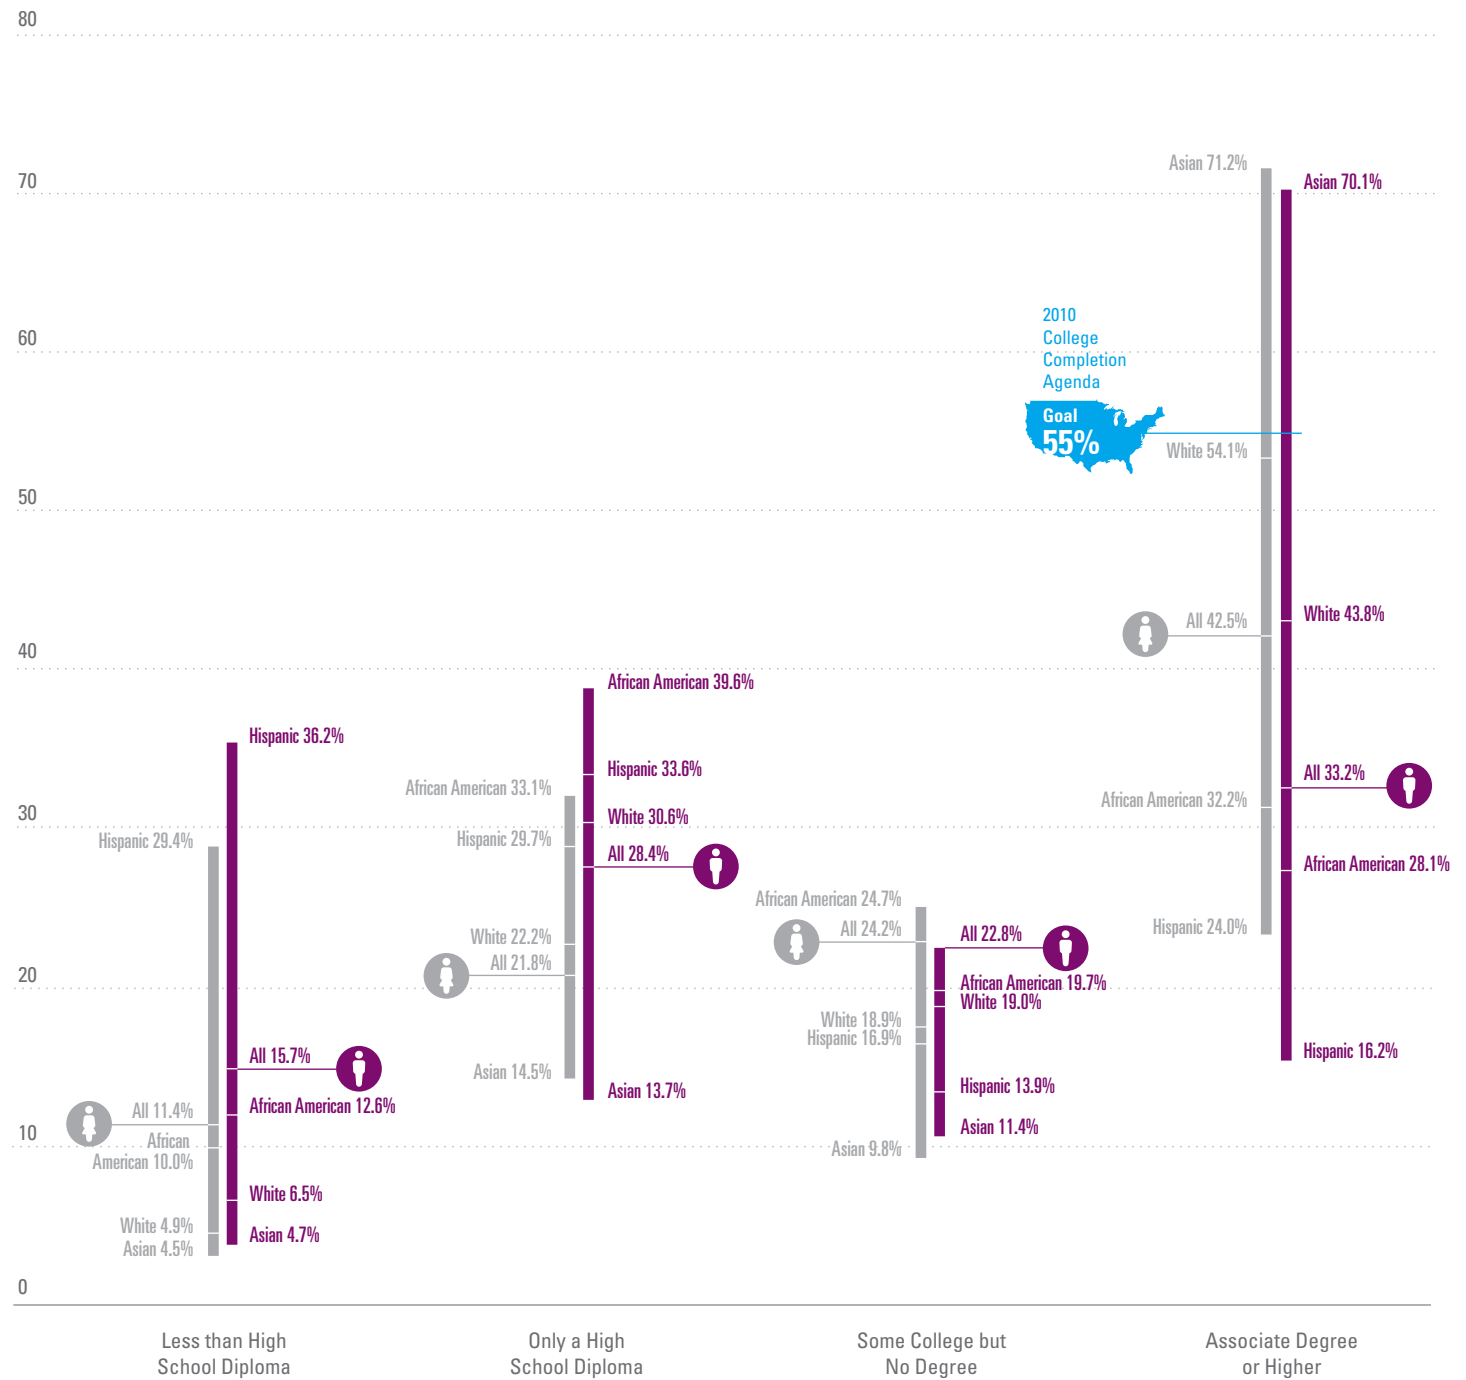 80
70
60
50
40
30
20
10
0
Hispanic 29.4%
All 11.4%
African
American 10.0%
White 4.9%
Asian 4.5%
Hispanic 36.2%
All 15.7%
African American 12.6%
White 6.5%
Asian 4.7%
Less than High
School Diploma
African American 33.1%
Hispanic 29.7%
White 22.2%
All 21.8%
Asian 14.5%
African American 39.6%
Hispanic 33.6%
White 30.6%
All 28.4%
Asian 13.7%
Only a High
School Diploma
African American 24.7%
All 24.2%
White 18.9%
Hispanic 16.9%
Asian 9.8%
All 22.8%
African American 19.7%
White 19.0%
Hispanic 13.9%
Asian 11.4%
Some College but
No Degree
2010
College
Completion
Agenda
Goal
55%
Asian 71.2%
White 54.1%
All 42.5%
African American 32.2%
Hispanic 24.0%
Asian 70.1%
White 43.8%
All 33.2%
African American 28.1%
Hispanic 16.2%
Associate Degree
or Higher